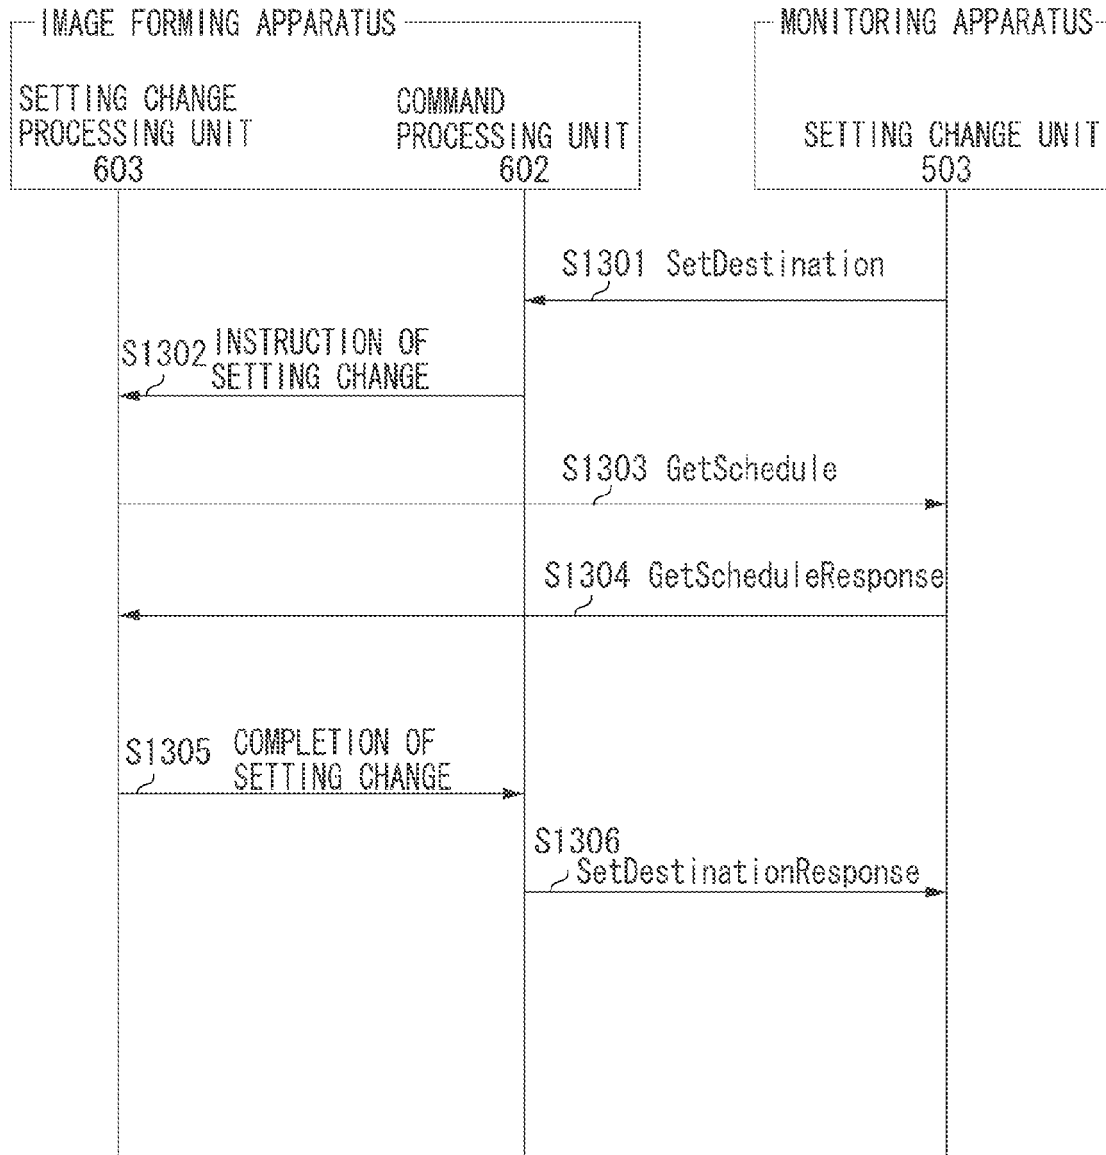 IMAGE FORMING APPARATUS
MONITORING APPARATUS
SETTING CHANGE
PROCESSING UNIT
603
COMMAND
PROCESSING UNIT
602
SETTING CHANGE UNIT
503
S1301 SetDestination
S1302 INSTRUCTION OF
SETTING CHANGE
S1303 GetSchedule
S1304 GetScheduleResponse
S1305 COMPLETION OF
SETTING CHANGE
S1306
SetDestinationResponse